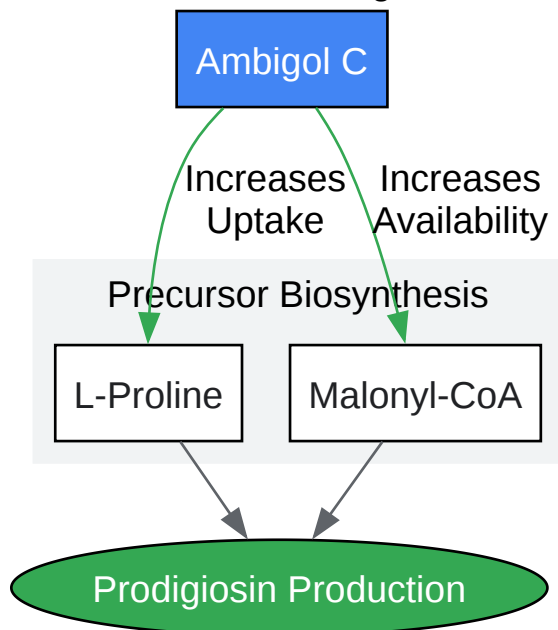 Ambigol C
Increases Increases
Uptake Availability
Precursor Biosynthesis
L-Proline Malonyl-CoA
Prodigiosin Production